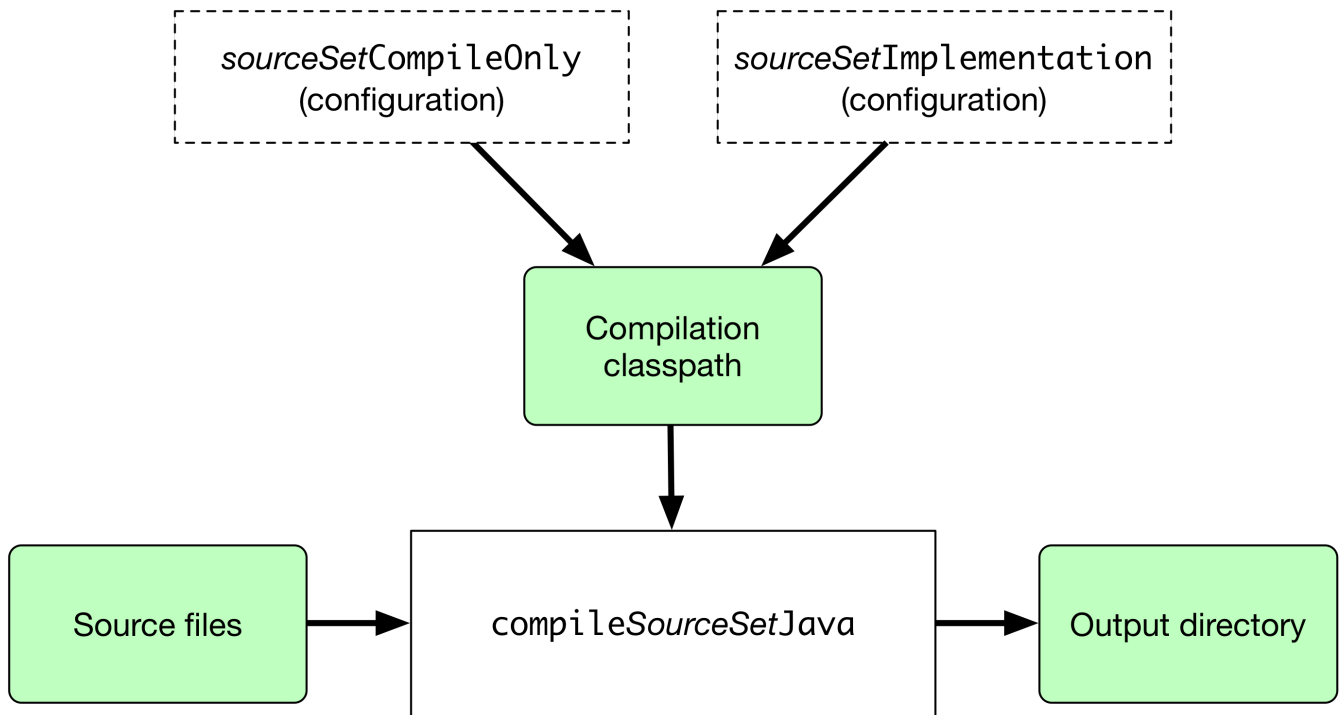 sourceSetCompileOnly
(configuration)
sourceSetImplementation
(configuration)
Compilation
classpath
Source files
compileSourceSetJava
Output directory